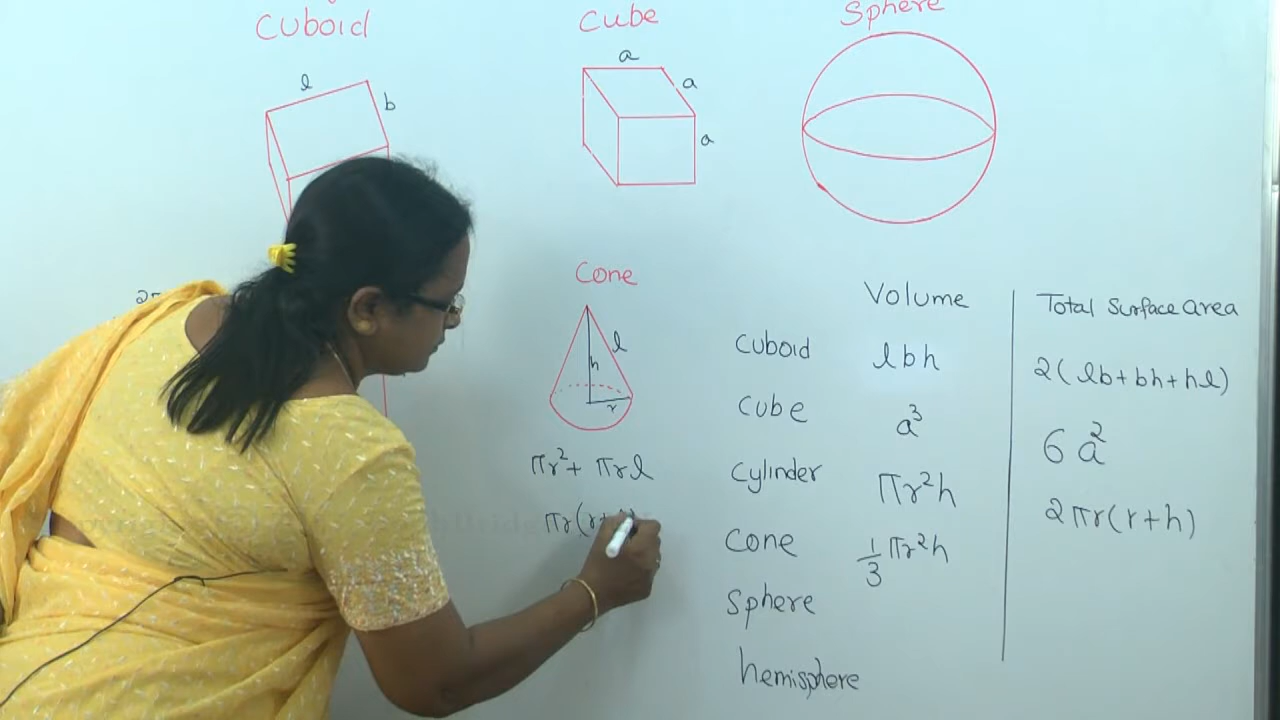 Cuboid
Cube
Sphere
l
b
a
a
a
Cone
l
h
r
πr²+ πrl
πr(r+
Volume
Total Surface area
Cuboid
lbh
2(lb+bh+hl)
Cube
a³
6a²
Cylinder
πr²h
2πr(r+h)
Cone
1/3 πr²h
Sphere
hemisphere